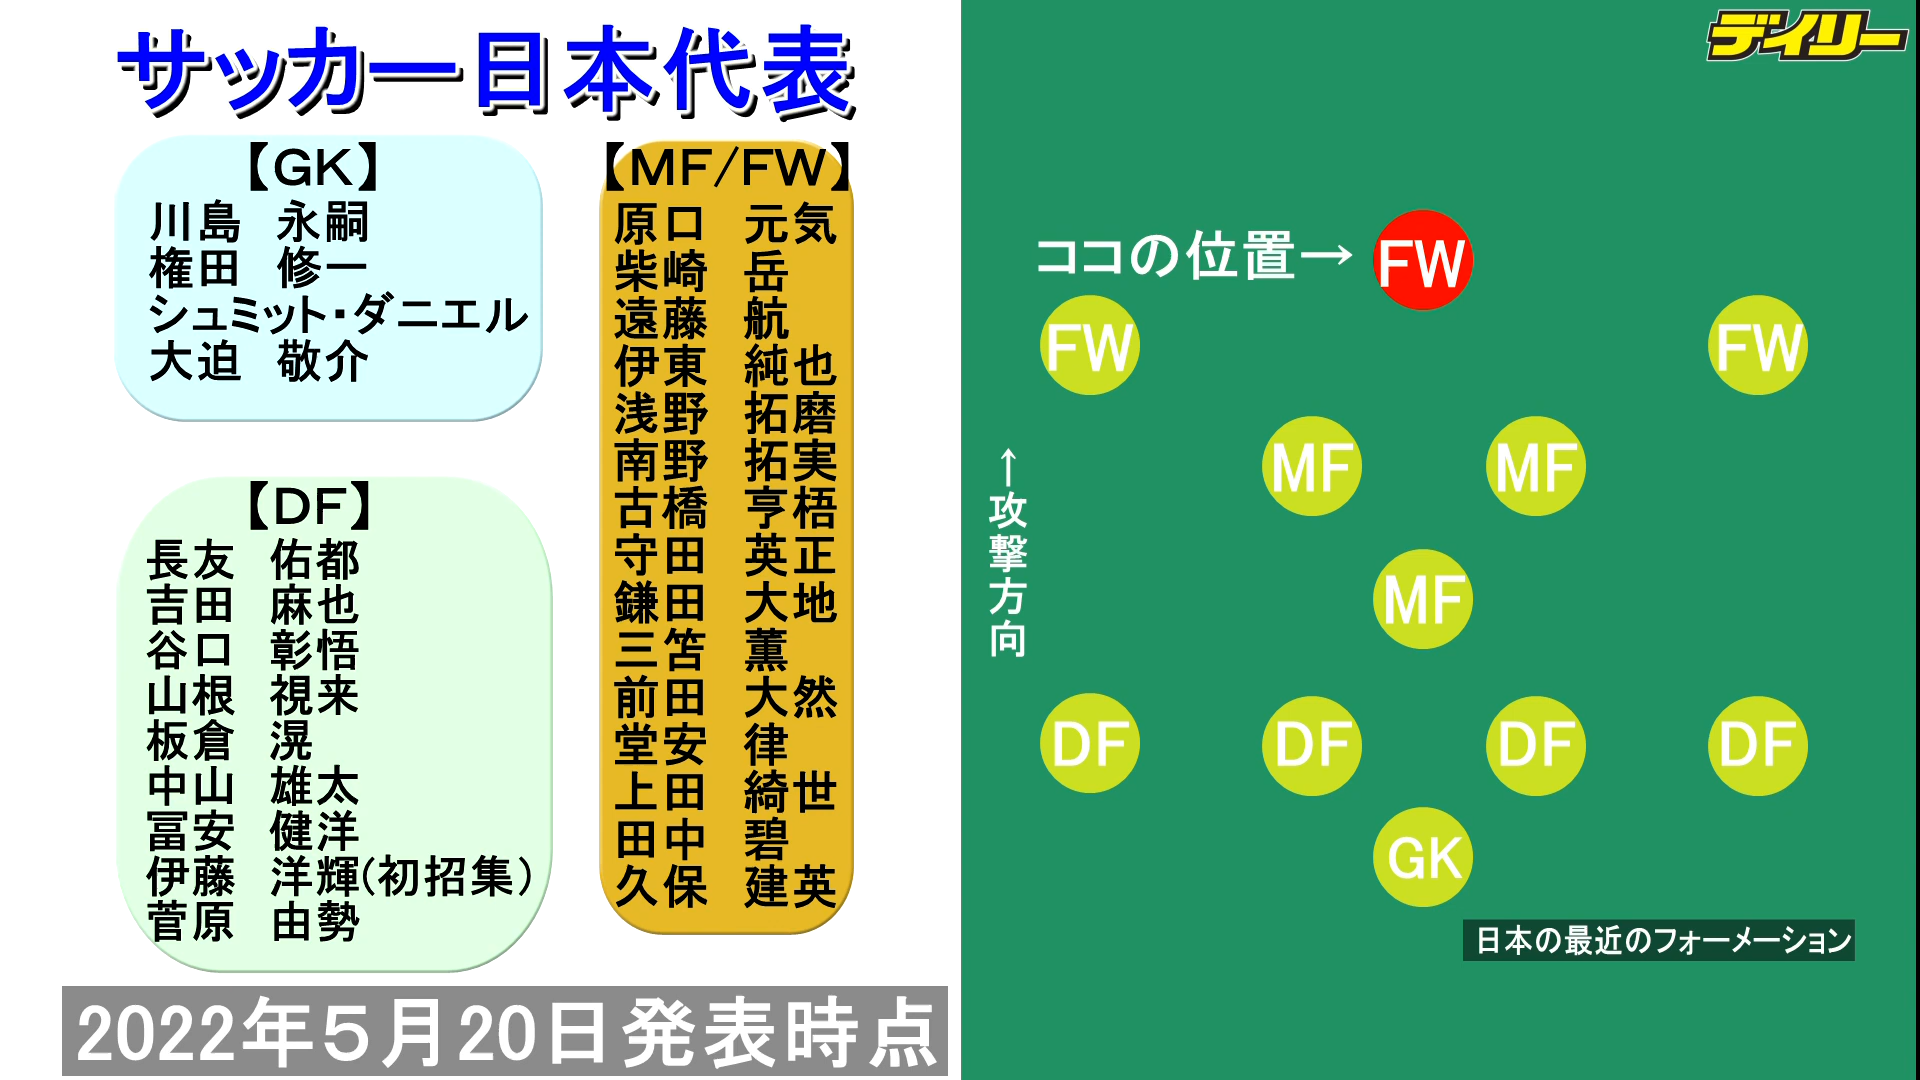 サッカー日本代表
【GK】
川島 永嗣
権田 修一
シュミット・ダニエル
大迫 敬介
【DF】
長友 佑都
吉田 麻也
谷口 彰悟
山根 視来
板倉 滉
中山 雄太
冨安 健洋
伊藤 洋輝(初招集)
菅原 由勢
【MF/FW】
原口 元気
柴崎 岳
遠藤 航
伊東 純也
浅野 拓磨
南野 拓実
古橋 亨梧
守田 英正
鎌田 大地
三笘 薫
前田 大然
堂安 律
上田 綺世
田中 碧
久保 建英
2022年5月20日発表時点
デイリー
ココの位置→ FW
FW FW
MF MF
MF
DF DF DF DF
GK
↑攻撃方向
日本の最近のフォーメーション